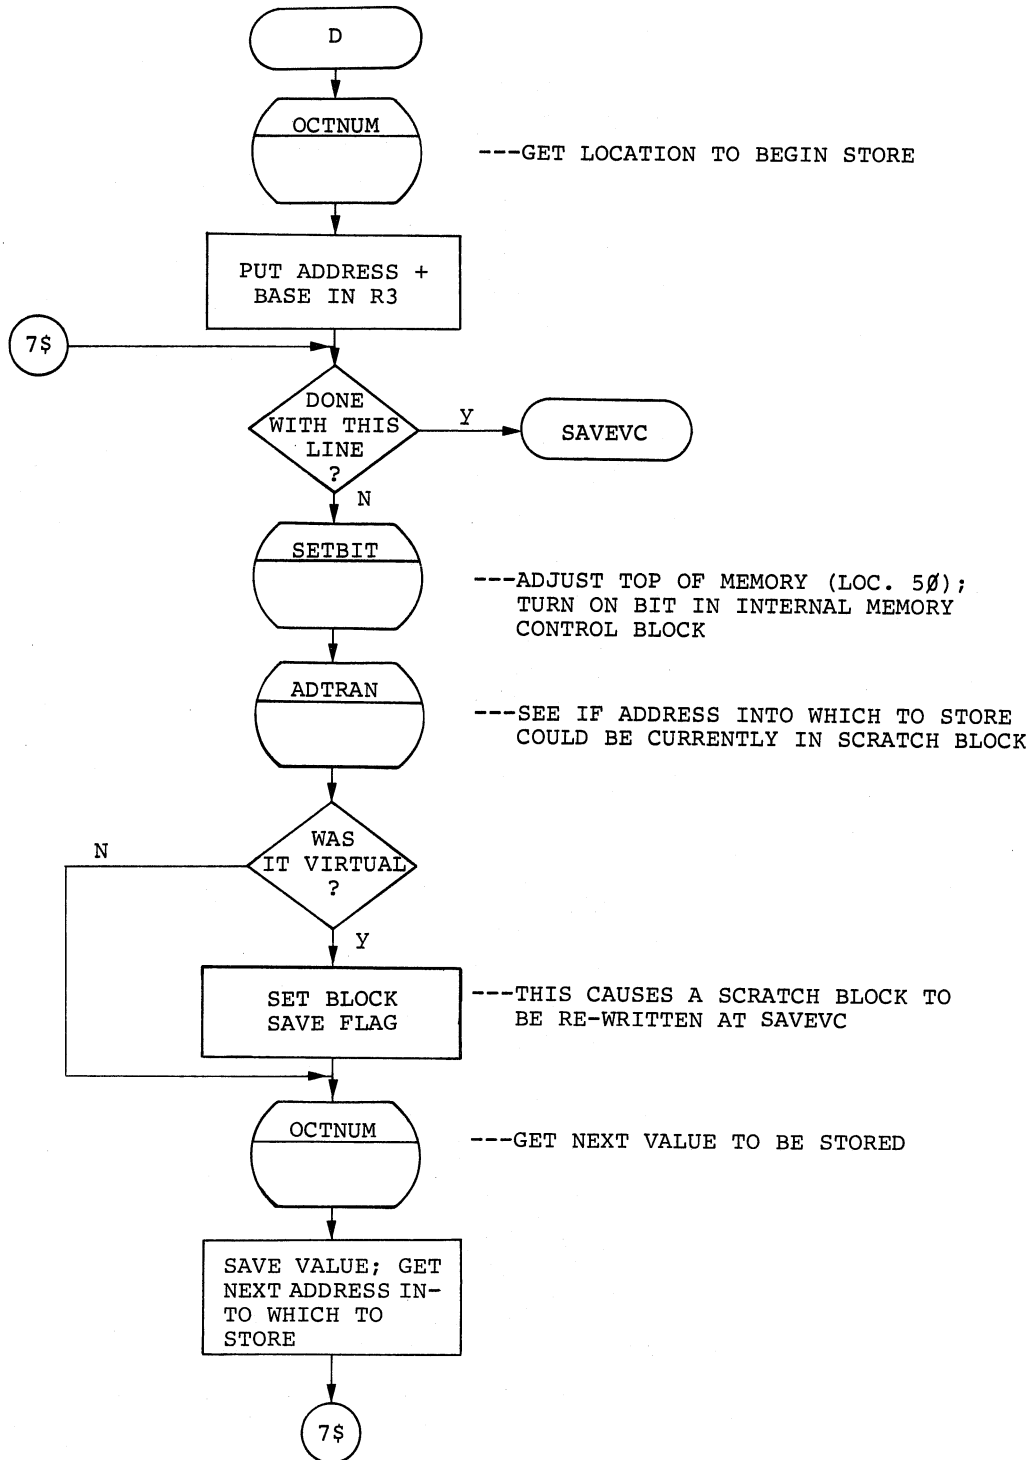 D
OCTNUM
---GET LOCATION TO BEGIN STORE
PUT ADDRESS +
BASE IN R3
7$
DONE
WITH THIS
LINE
?
Y
SAVEVC
N
SETBIT
---ADJUST TOP OF MEMORY (LOC. 5Ø);
TURN ON BIT IN INTERNAL MEMORY
CONTROL BLOCK
ADTRAN
---SEE IF ADDRESS INTO WHICH TO STORE
COULD BE CURRENTLY IN SCRATCH BLOCK
WAS
IT VIRTUAL
?
N
Y
SET BLOCK
SAVE FLAG
---THIS CAUSES A SCRATCH BLOCK TO
BE RE-WRITTEN AT SAVEVC
OCTNUM
---GET NEXT VALUE TO BE STORED
SAVE VALUE; GET
NEXT ADDRESS IN-
TO WHICH TO
STORE
7$